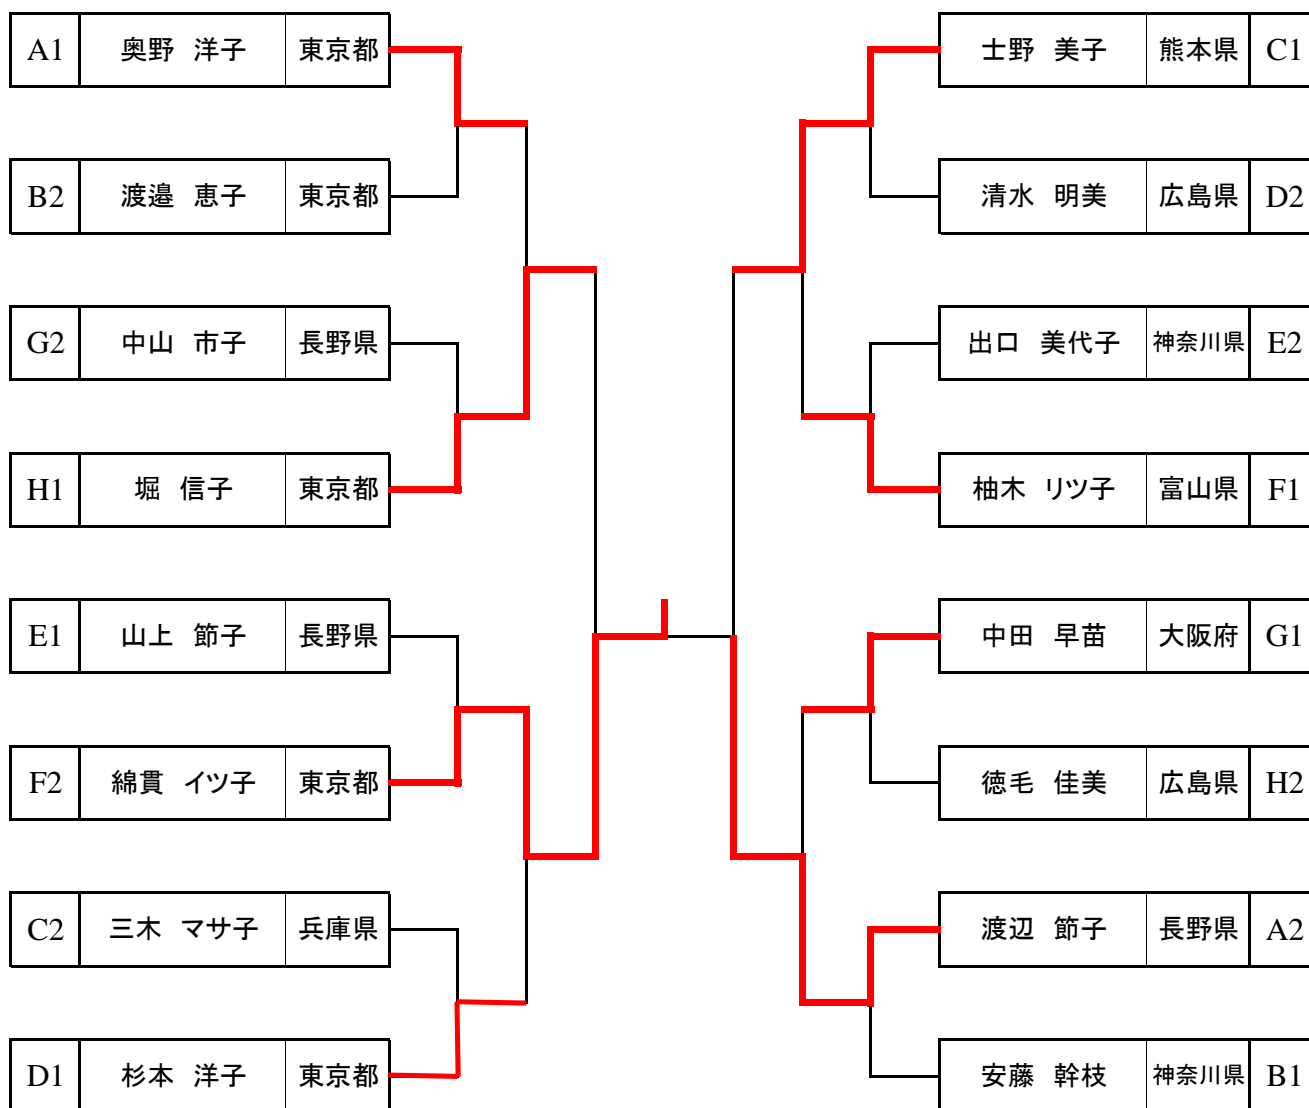 A1 奥野 洋子 東京都
士野 美子 熊本県 C1
B2 渡邉 恵子 東京都
清水 明美 広島県 D2
G2 中山 市子 長野県
出口 美代子 神奈川県 E2
H1 堀 信子 東京都
柚木 リツ子 富山県 F1
E1 山上 節子 長野県
中田 早苗 大阪府 G1
F2 綿貫 イツ子 東京都
徳毛 佳美 広島県 H2
C2 三木 マサ子 兵庫県
渡辺 節子 長野県 A2
D1 杉本 洋子 東京都
安藤 幹枝 神奈川県 B1